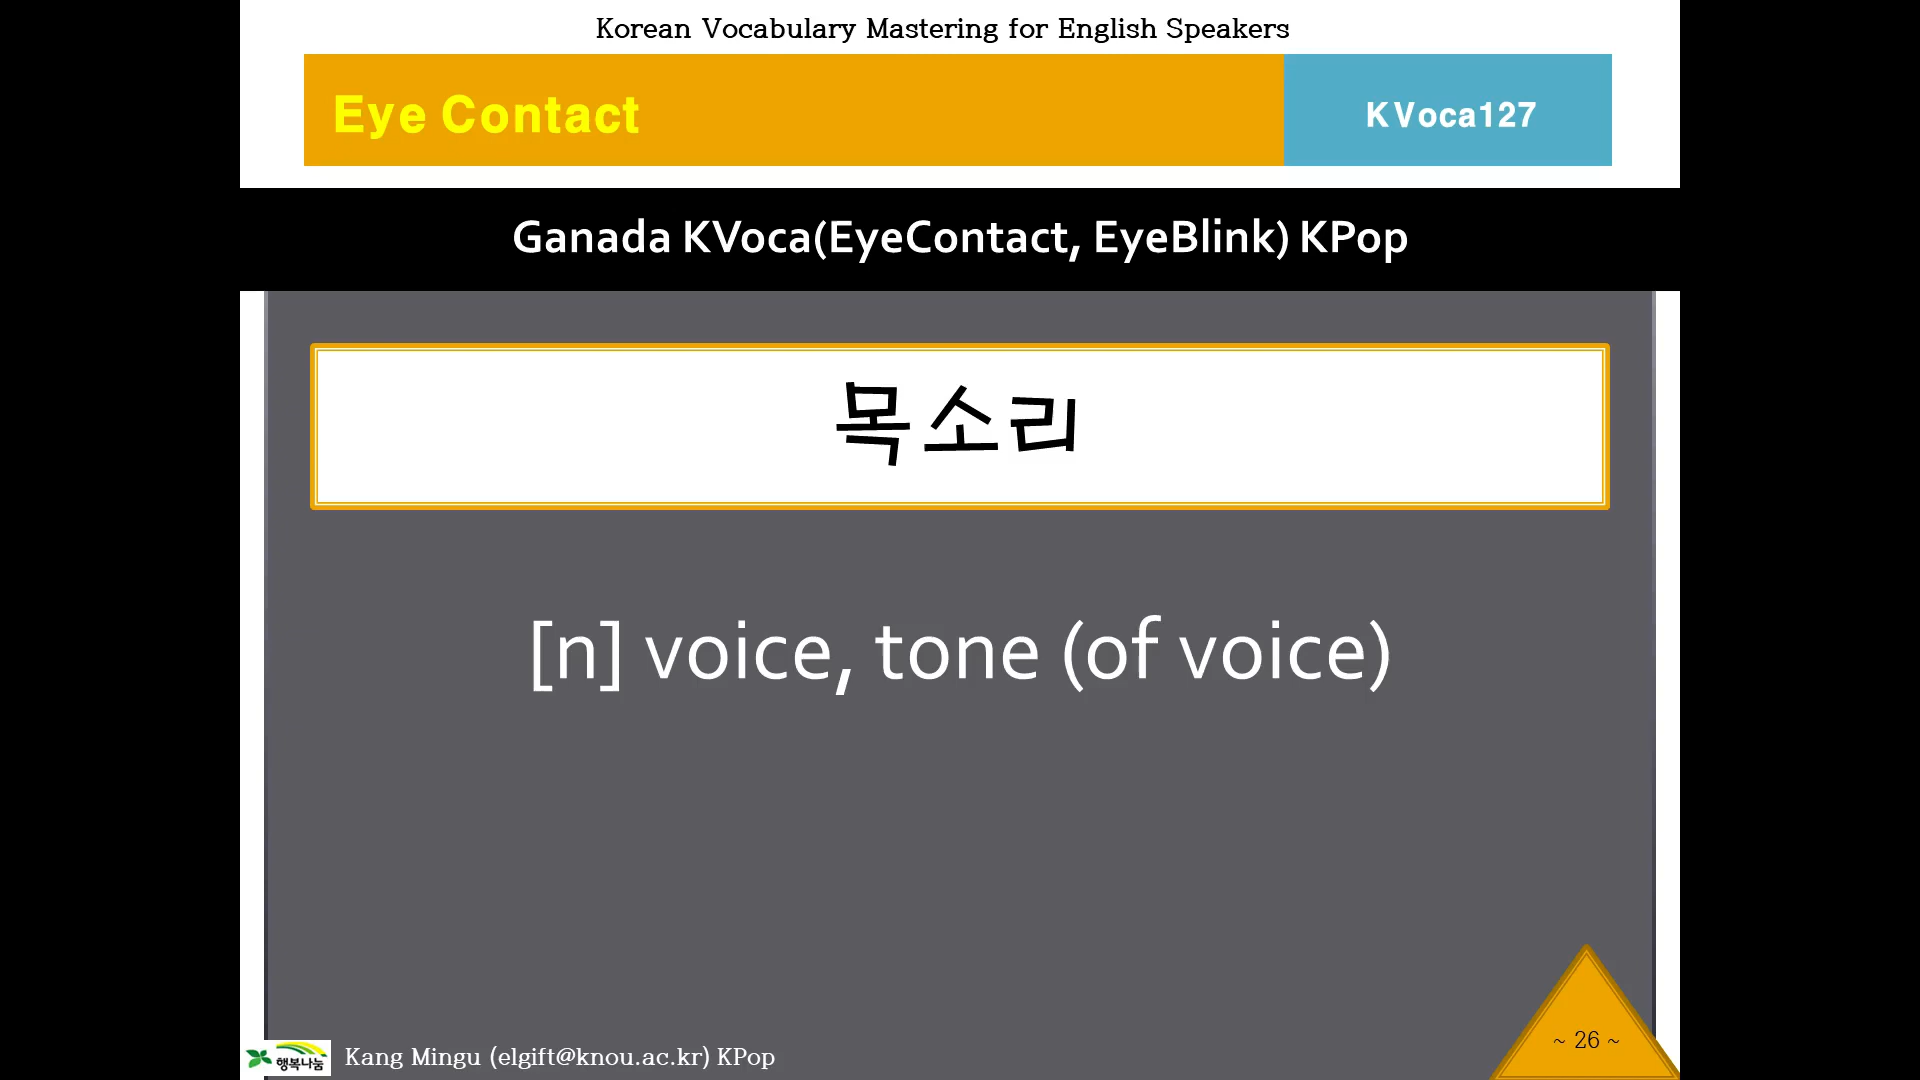 Korean Vocabulary Mastering for English Speakers
Eye Contact
KVoca127
Ganada KVoca(EyeContact, EyeBlink) KPop
목소리
[n] voice, tone (of voice)
행복나눔
Kang Mingu (elgift@knou.ac.kr) KPop
~ 26 ~